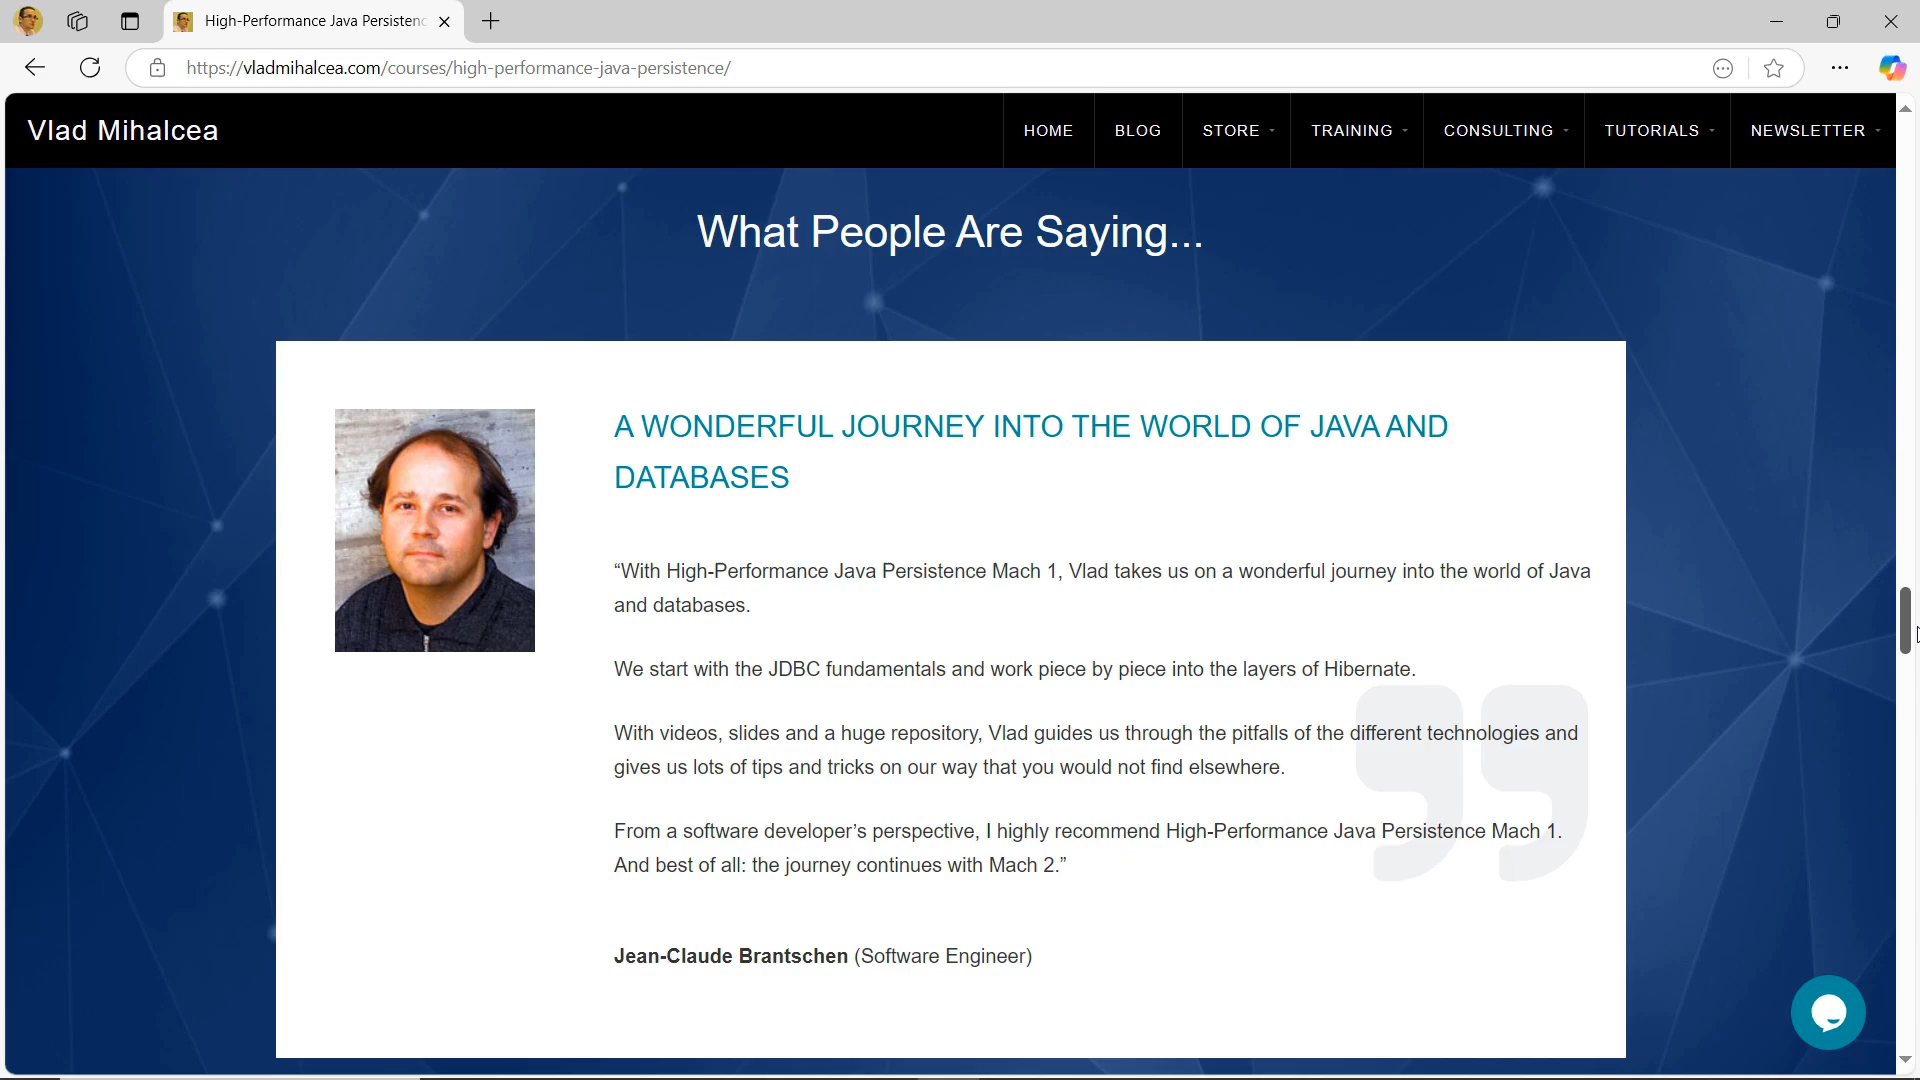 High-Performance Java Persistenc
https://vladmihalcea.com/courses/high-performance-java-persistence/
Vlad Mihalcea
HOME
BLOG
STORE
TRAINING
CONSULTING
TUTORIALS
NEWSLETTER
What People Are Saying...
A WONDERFUL JOURNEY INTO THE WORLD OF JAVA AND
DATABASES
“With High-Performance Java Persistence Mach 1, Vlad takes us on a wonderful journey into the world of Java
and databases.
We start with the JDBC fundamentals and work piece by piece into the layers of Hibernate.
With videos, slides and a huge repository, Vlad guides us through the pitfalls of the different technologies and
gives us lots of tips and tricks on our way that you would not find elsewhere.
From a software developer’s perspective, I highly recommend High-Performance Java Persistence Mach 1.
And best of all: the journey continues with Mach 2.”
Jean-Claude Brantschen (Software Engineer)